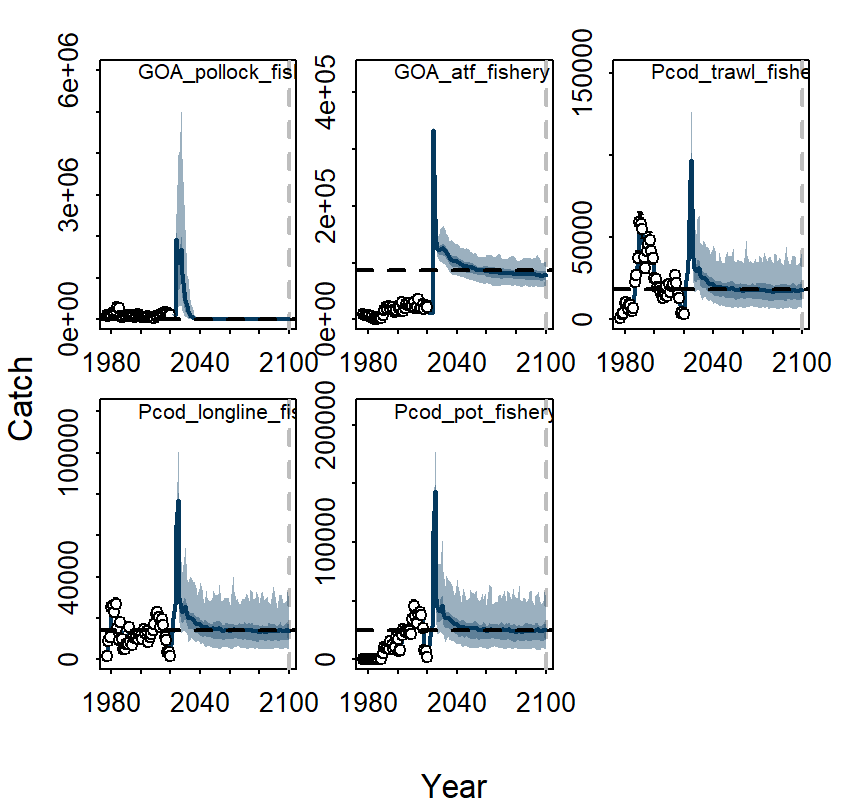 GOA_pollock_fis
GOA_atf_fishery
Pcod_trawl_fishe
0e+00 3e+06 6e+06
0e+00 2e+05 4e+05
0 50000 150000
1980 2040 2100
1980 2040 2100
1980 2040 2100
Catch
Pcod_longline_fis
Pcod_pot_fishery
0 40000 100000
0 100000 200000
1980 2040 2100
1980 2040 2100
Year